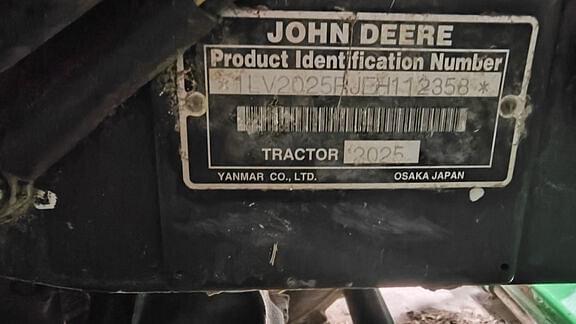 JOHN DEERE
Product Identification Number
*1LV2025RJEH112358*
TRACTOR 2025
YANMAR CO., LTD. OSAKA JAPAN